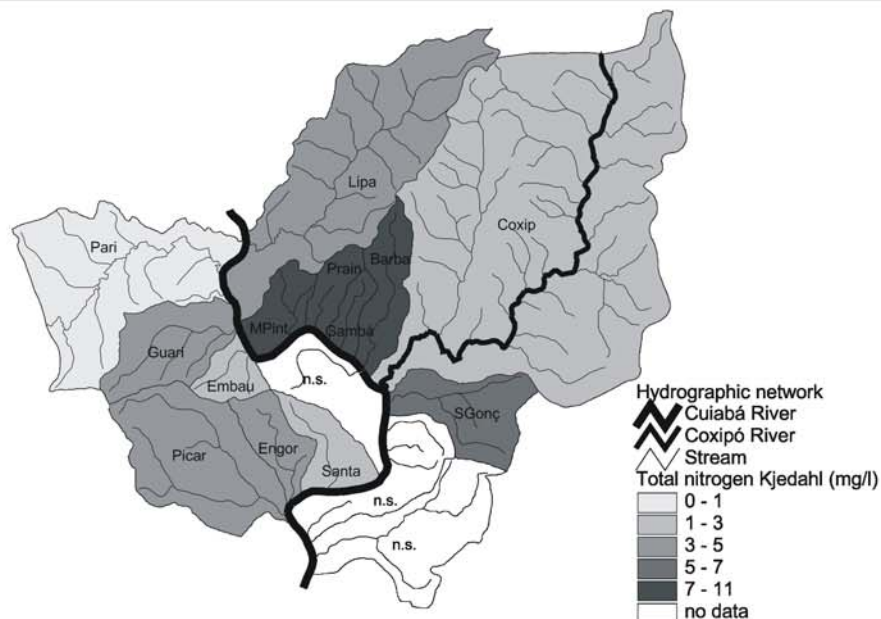 Lipa
Coxip
Pari
Barba
Prain
MPint
Gamba
Guari
n.s.
Embau
SGonç
Picar
Engor
Santa
n.s.
n.s.
Hydrographic network
Cuiabá River
Coxipó River
Stream
Total nitrogen Kjedahl (mg/l)
0 - 1
1 - 3
3 - 5
5 - 7
7 - 11
no data